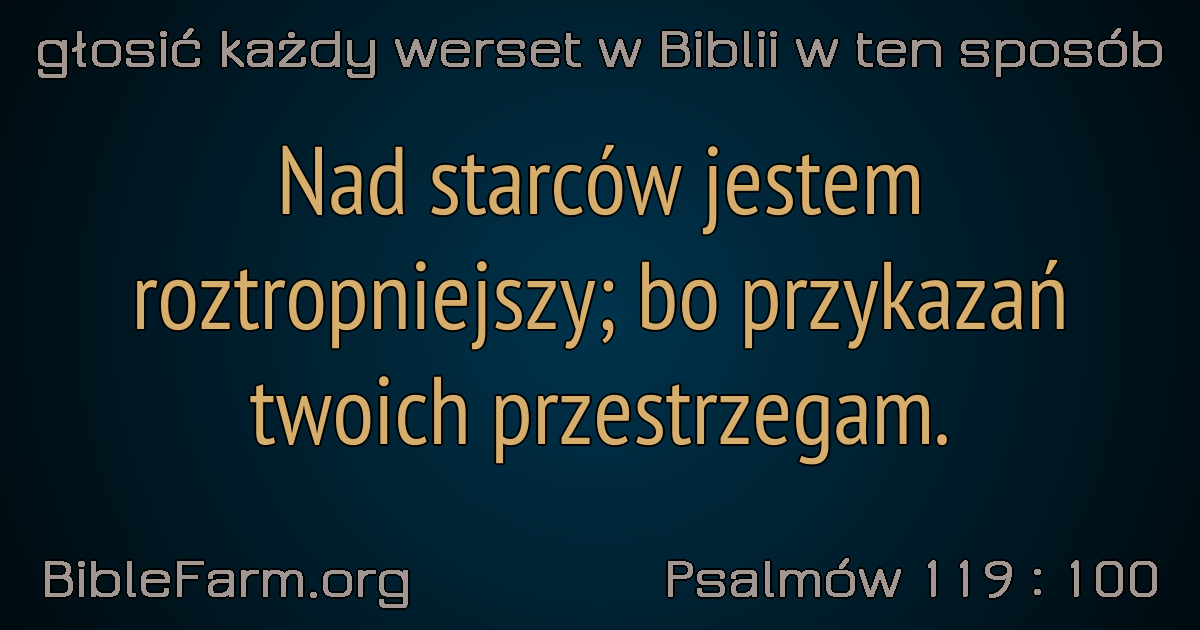 głosić każdy werset w Biblii w ten sposób
Nad starców jestem
roztropniejszy; bo przykazań
twoich przestrzegam.
BibleFarm.org
Psalmów 119 : 100